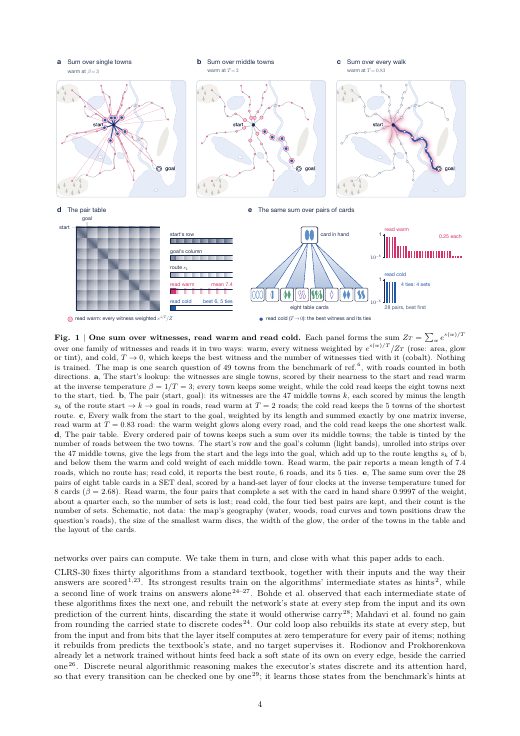 a Sum over single towns
warm at β = 3
b Sum over middle towns
warm at T = 2
c Sum over every walk
warm at T = 0.83
start
goal
start
goal
start
goal
d The pair table
goal
start
start's row
goal's column
route sₖ
read warm mean 7.4
read cold best 6, 5 ties
read warm: every witness weighted
e The same sum over pairs of cards
card in hand
eight table cards
read cold (T→0): the best witness and its ties
read warm
0.25 each
1
read cold
4 ties: 4 sets
1
28 pairs, best first
Fig. 1 | One sum over witnesses, read warm and read cold. Each panel forms the sum Z_T = ∑_w e^{s(w)/T}
over one family of witnesses and reads it in two ways: warm, every witness weighted by e^{s(w)/T}/Z_T (rose: area, glow
or tint), and cold, T → 0, which keeps the best witness and the number of witnesses tied with it (cobalt). Nothing
is trained. The map is one search question of 49 towns from the benchmark of ref.⁶, with roads counted in both
directions. a, The start's lookup: the witnesses are single towns, scored by their nearness to the start and read warm
at the inverse temperature β = 1/T = 3; every town keeps some weight, while the cold read keeps the eight towns next
to the start, tied. b, The pair (start, goal): its witnesses are the 47 middle towns k, each scored by minus the length
sₖ of the route start → k → goal in roads, read warm at T = 2 roads; the cold read keeps the 5 towns of the shortest
route. c, Every walk from the start to the goal, weighted by its length and summed exactly by one matrix inverse,
read warm at T = 0.83 road: the warm weight glows along every road, and the cold read keeps the one shortest walk.
d, The pair table. Every ordered pair of towns keeps such a sum over its middle towns; the table is tinted by the
number of roads between the two towns. The start's row and the goal's column (light bands), unrolled into strips over
the 47 middle towns, give the legs from the start and the legs into the goal, which add up to the route lengths sₖ of b,
and below them the warm and cold weight of each middle town. Read warm, the pair reports a mean length of 7.4
roads, which no route has; read cold, it reports the best route, 6 roads, and its 5 ties. e, The same sum over the 28
pairs of eight table cards in a SET deal, scored by a hand-set layer of four clocks at the inverse temperature tuned for
8 cards (β = 2.68). Read warm, the four pairs that complete a set with the card in hand share 0.9997 of the weight,
about a quarter each, so the number of sets is lost; read cold, the four tied best pairs are kept, and their count is the
number of sets. Schematic, not data: the map's geography (water, woods, road curves and town positions draw the
question's roads), the size of the smallest warm discs, the width of the glow, the order of the towns in the table and
the layout of the cards.
networks over pairs can compute. We take them in turn, and close with what this paper adds to each.
CLRS-30 fixes thirty algorithms from a standard textbook, together with their inputs and the way their
answers are scored¹,²³. Its strongest results train on the algorithms' intermediate states as hints², while
a second line of work trains on answers alone²⁴⁻²⁷. Bohde et al. observed that each intermediate state of
these algorithms fixes the next one, and rebuilt the network's state at every step from the input and its own
prediction of the current hints, discarding the state it would otherwise carry²⁸; Mahdavi et al. found no gain
from rounding the carried state to discrete codes²⁴. Our cold loop also rebuilds its state at every step, but
from the input and from bits that the layer itself computes at zero temperature for every pair of items; nothing
it rebuilds from predicts the textbook's state, and no target supervises it. Rodionov and Prokhorenkova
already let a network trained without hints feed back a soft state of its own on every edge, beside the carried
one²⁶. Discrete neural algorithmic reasoning makes the executor's states discrete and its attention hard,
so that every transition can be checked one by one²⁹; it learns those states from the benchmark's hints at
4